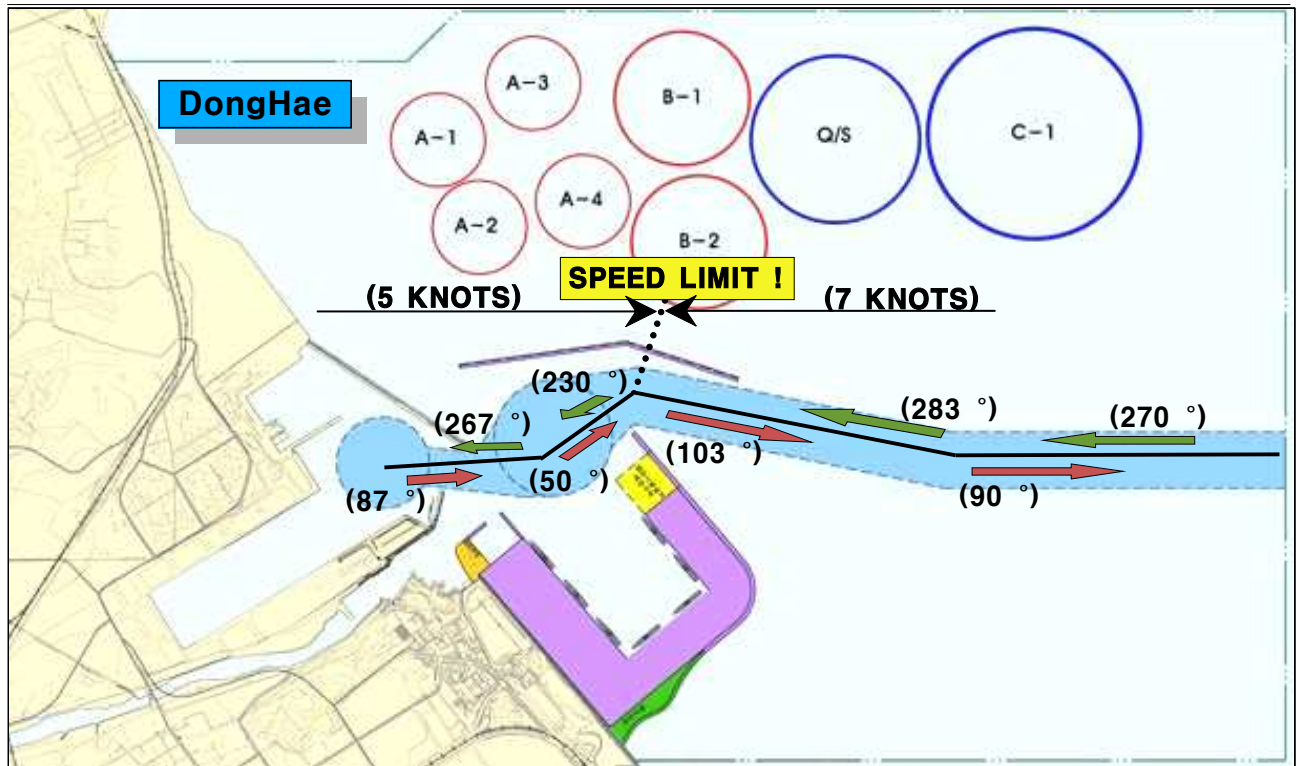 A-3
B-1
DongHae
A-1
Q/S
C-1
A-4
A-2
B-2
SPEED LIMIT !
(5 KNOTS)
(7 KNOTS)
(230 °)
(267 °)
(283 °)
(270 °)
(103 °)
(50 °)
(87 °)
(90 °)